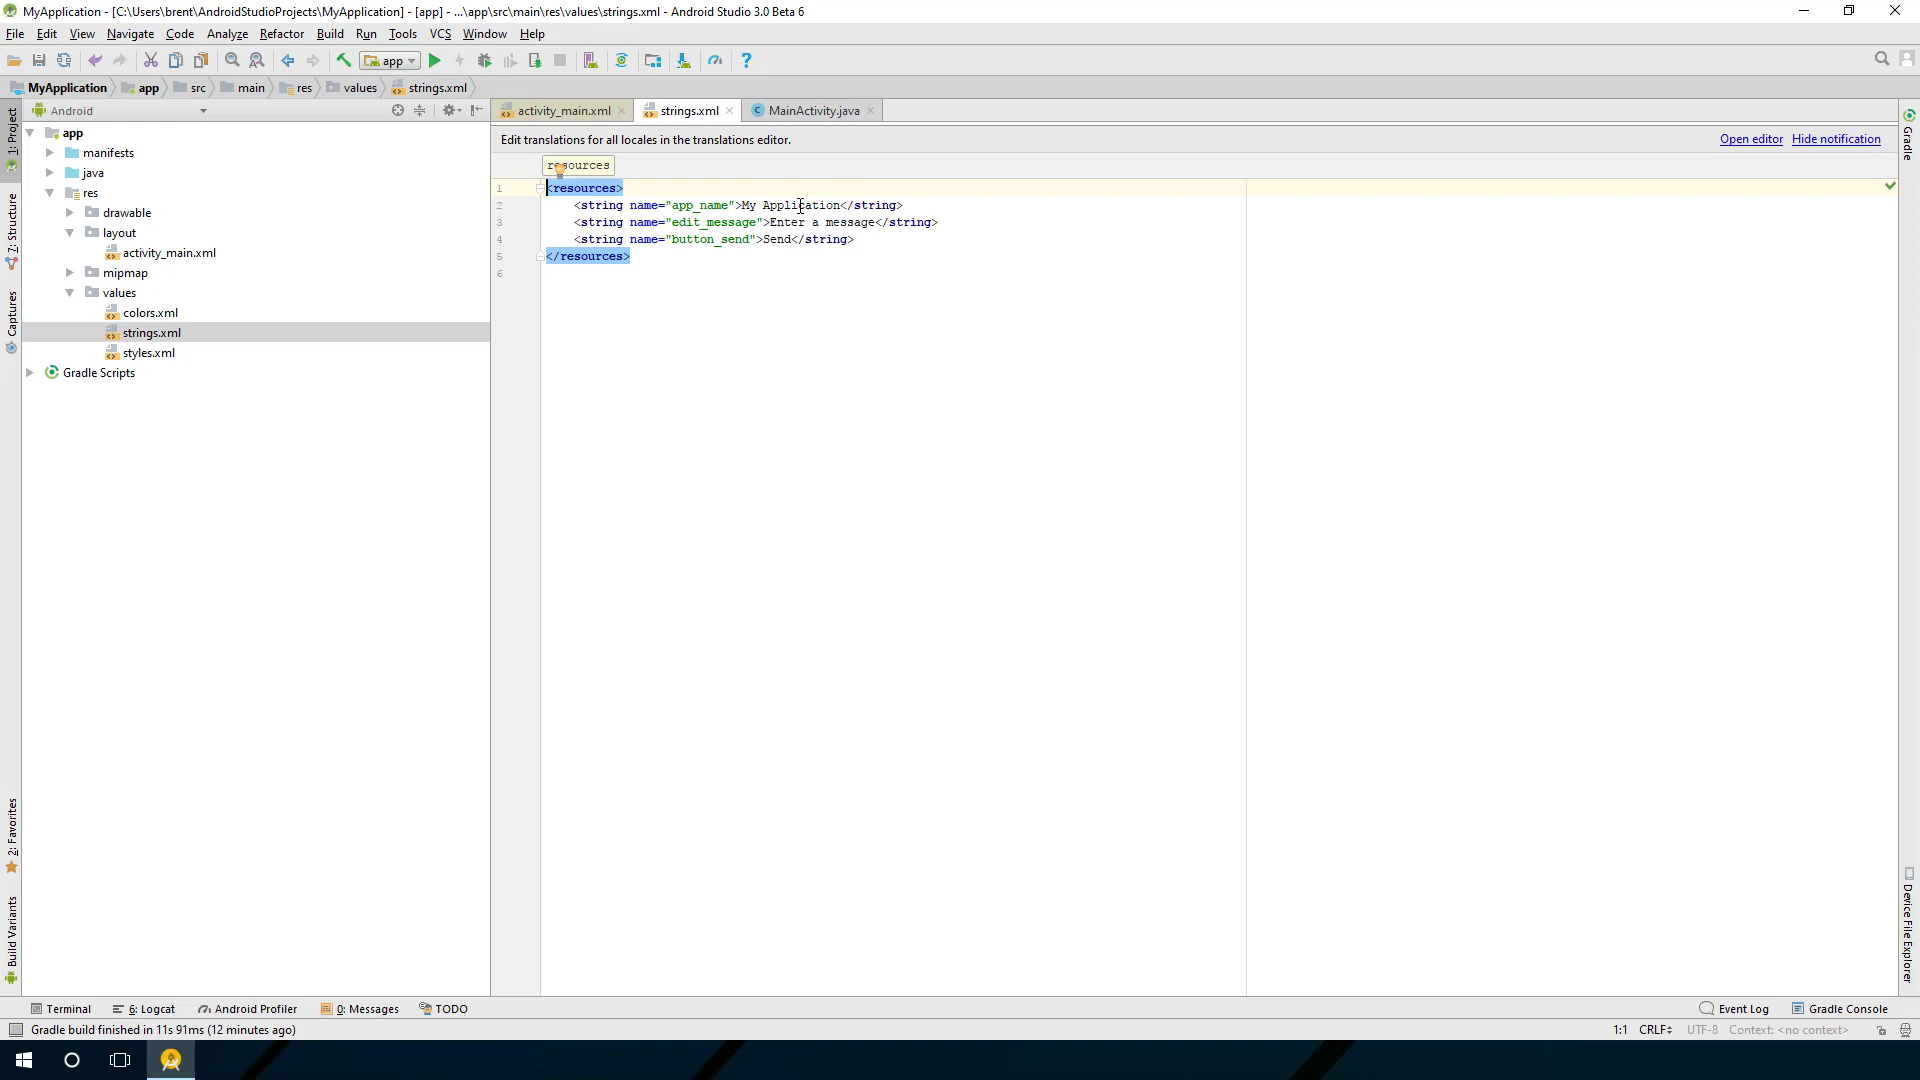 MyApplication - [C:\Users\brent\AndroidStudioProjects\MyApplication] - [app] - ...\app\src\main\res\values\strings.xml - Android Studio 3.0 Beta 6
File Edit View Navigate Code Analyze Refactor Build Run Tools VCS Window Help
app
MyApplication app src main res values strings.xml
1: Project
7: Structure
Captures
2: Favorites
Build Variants
Android
app
manifests
java
res
drawable
layout
activity_main.xml
mipmap
values
colors.xml
strings.xml
styles.xml
Gradle Scripts
activity_main.xml strings.xml MainActivity.java
Edit translations for all locales in the translations editor. Open editor Hide notification
resources
1 <resources>
2 <string name="app_name">My Application</string>
3 <string name="edit_message">Enter a message</string>
4 <string name="button_send">Send</string>
5 </resources>
6
Gradle
Device File Explorer
Terminal 6: Logcat Android Profiler 0: Messages TODO Event Log Gradle Console
Gradle build finished in 11s 91ms (12 minutes ago) 1:1 CRLF UTF-8 Context: <no context>